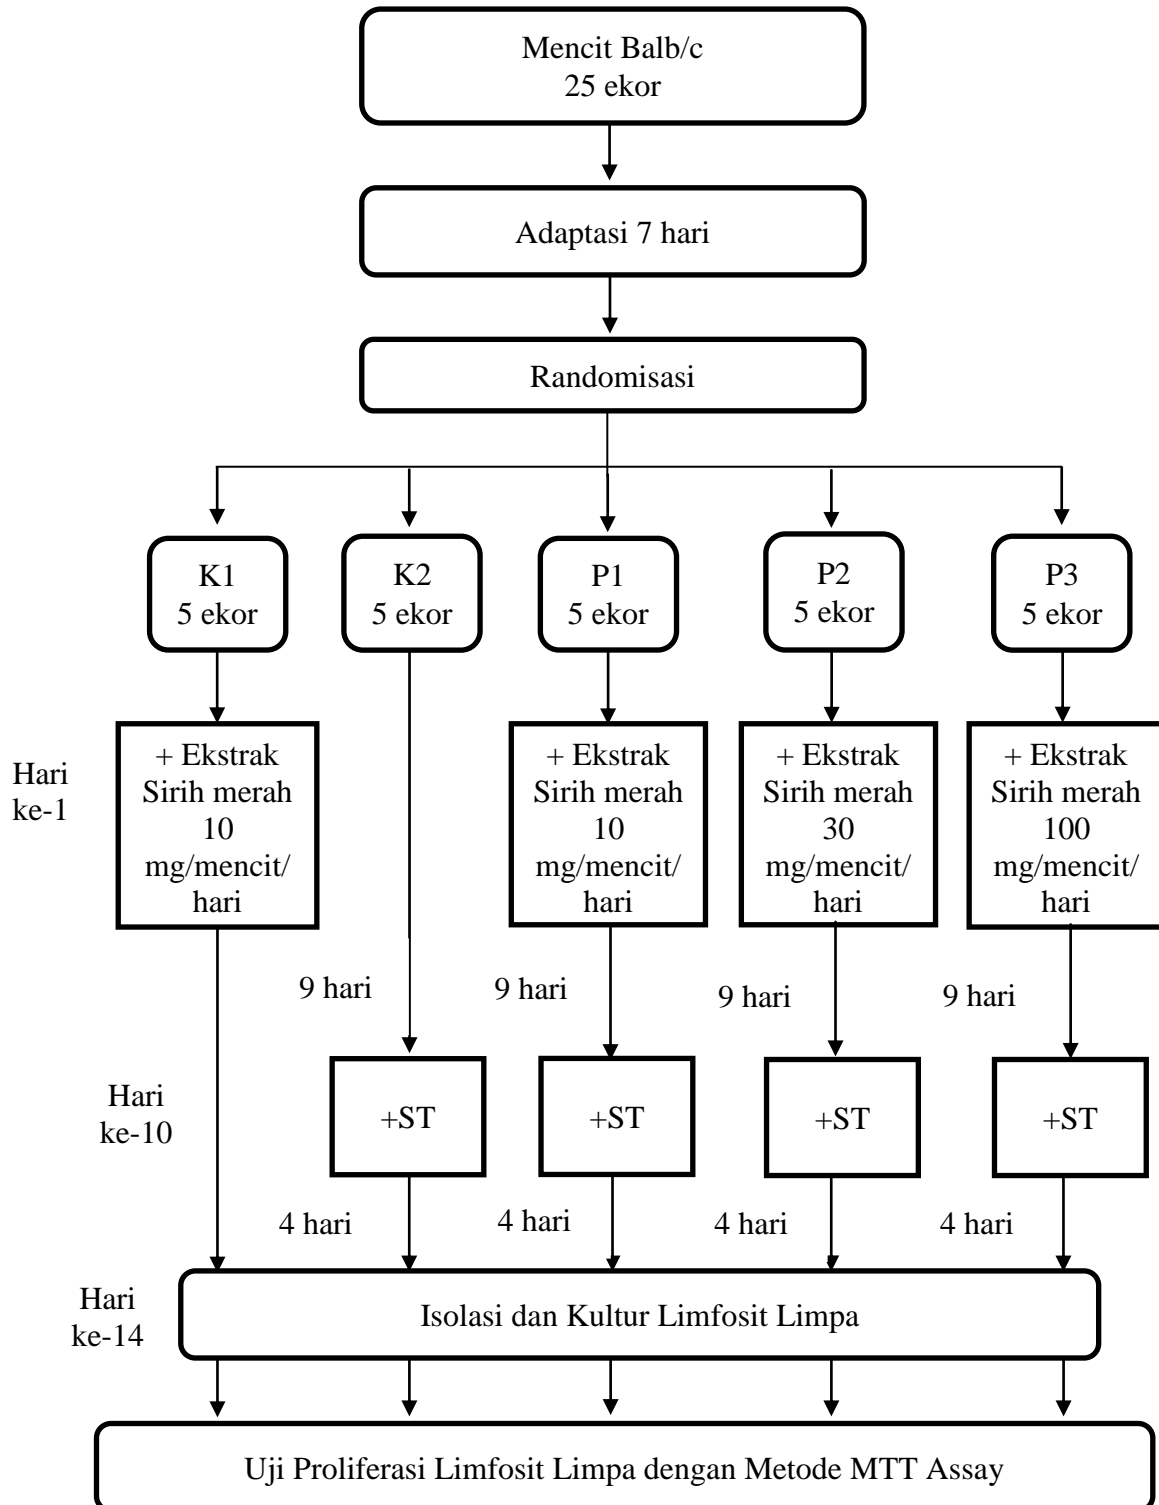 Mencit Balb/c
25 ekor
Adaptasi 7 hari
Randomisasi
K1
5 ekor
K2
5 ekor
P1
5 ekor
P2
5 ekor
P3
5 ekor
Hari
ke-1
+ Ekstrak
Sirih merah
10
mg/mencit/
hari
+ Ekstrak
Sirih merah
10
mg/mencit/
hari
+ Ekstrak
Sirih merah
30
mg/mencit/
hari
+ Ekstrak
Sirih merah
100
mg/mencit/
hari
9 hari
9 hari
9 hari
9 hari
Hari
ke-10
+ST
+ST
+ST
+ST
4 hari
4 hari
4 hari
4 hari
Hari
ke-14
Isolasi dan Kultur Limfosit Limpa
Uji Proliferasi Limfosit Limpa dengan Metode MTT Assay